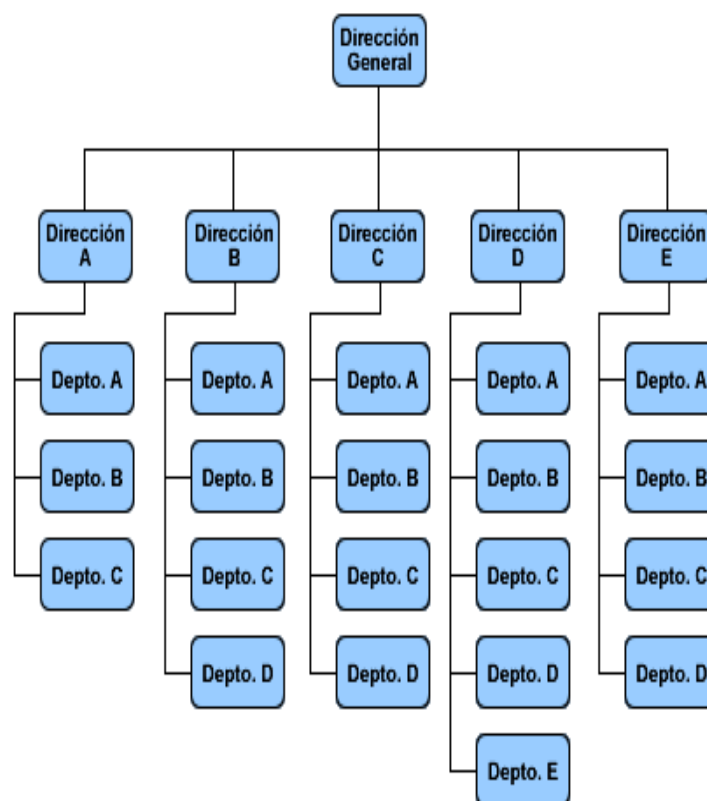 Dirección
General
Dirección
A
Dirección
B
Dirección
C
Dirección
D
Dirección
E
Depto. A
Depto. A
Depto. A
Depto. A
Depto. A
Depto. B
Depto. B
Depto. B
Depto. B
Depto. B
Depto. C
Depto. C
Depto. C
Depto. C
Depto. C
Depto. D
Depto. D
Depto. D
Depto. D
Depto. E